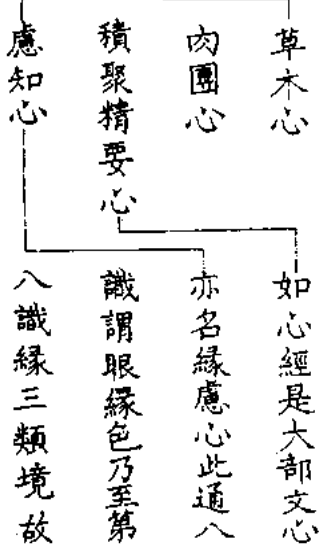 草木心
肉團心
積聚精要心
慮知心
如心經是大部文心
亦名緣慮心此通八
識謂眼緣色乃至第
八識緣三類境故